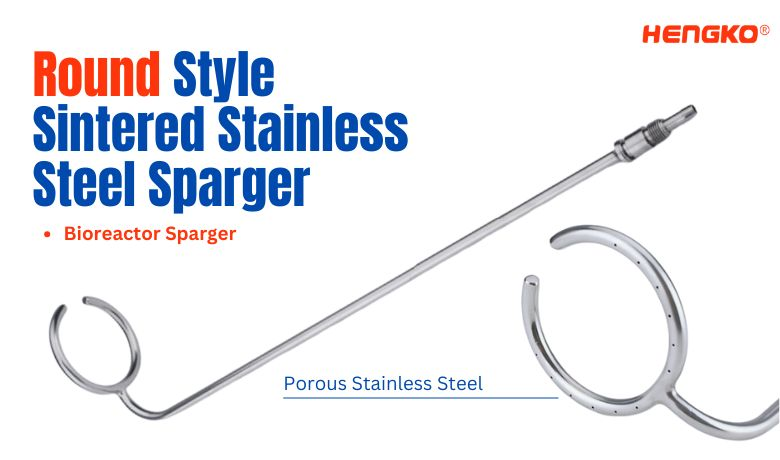 HENGKO®
Round Style
Sintered Stainless
Steel Sparger
• Bioreactor Sparger
Porous Stainless Steel